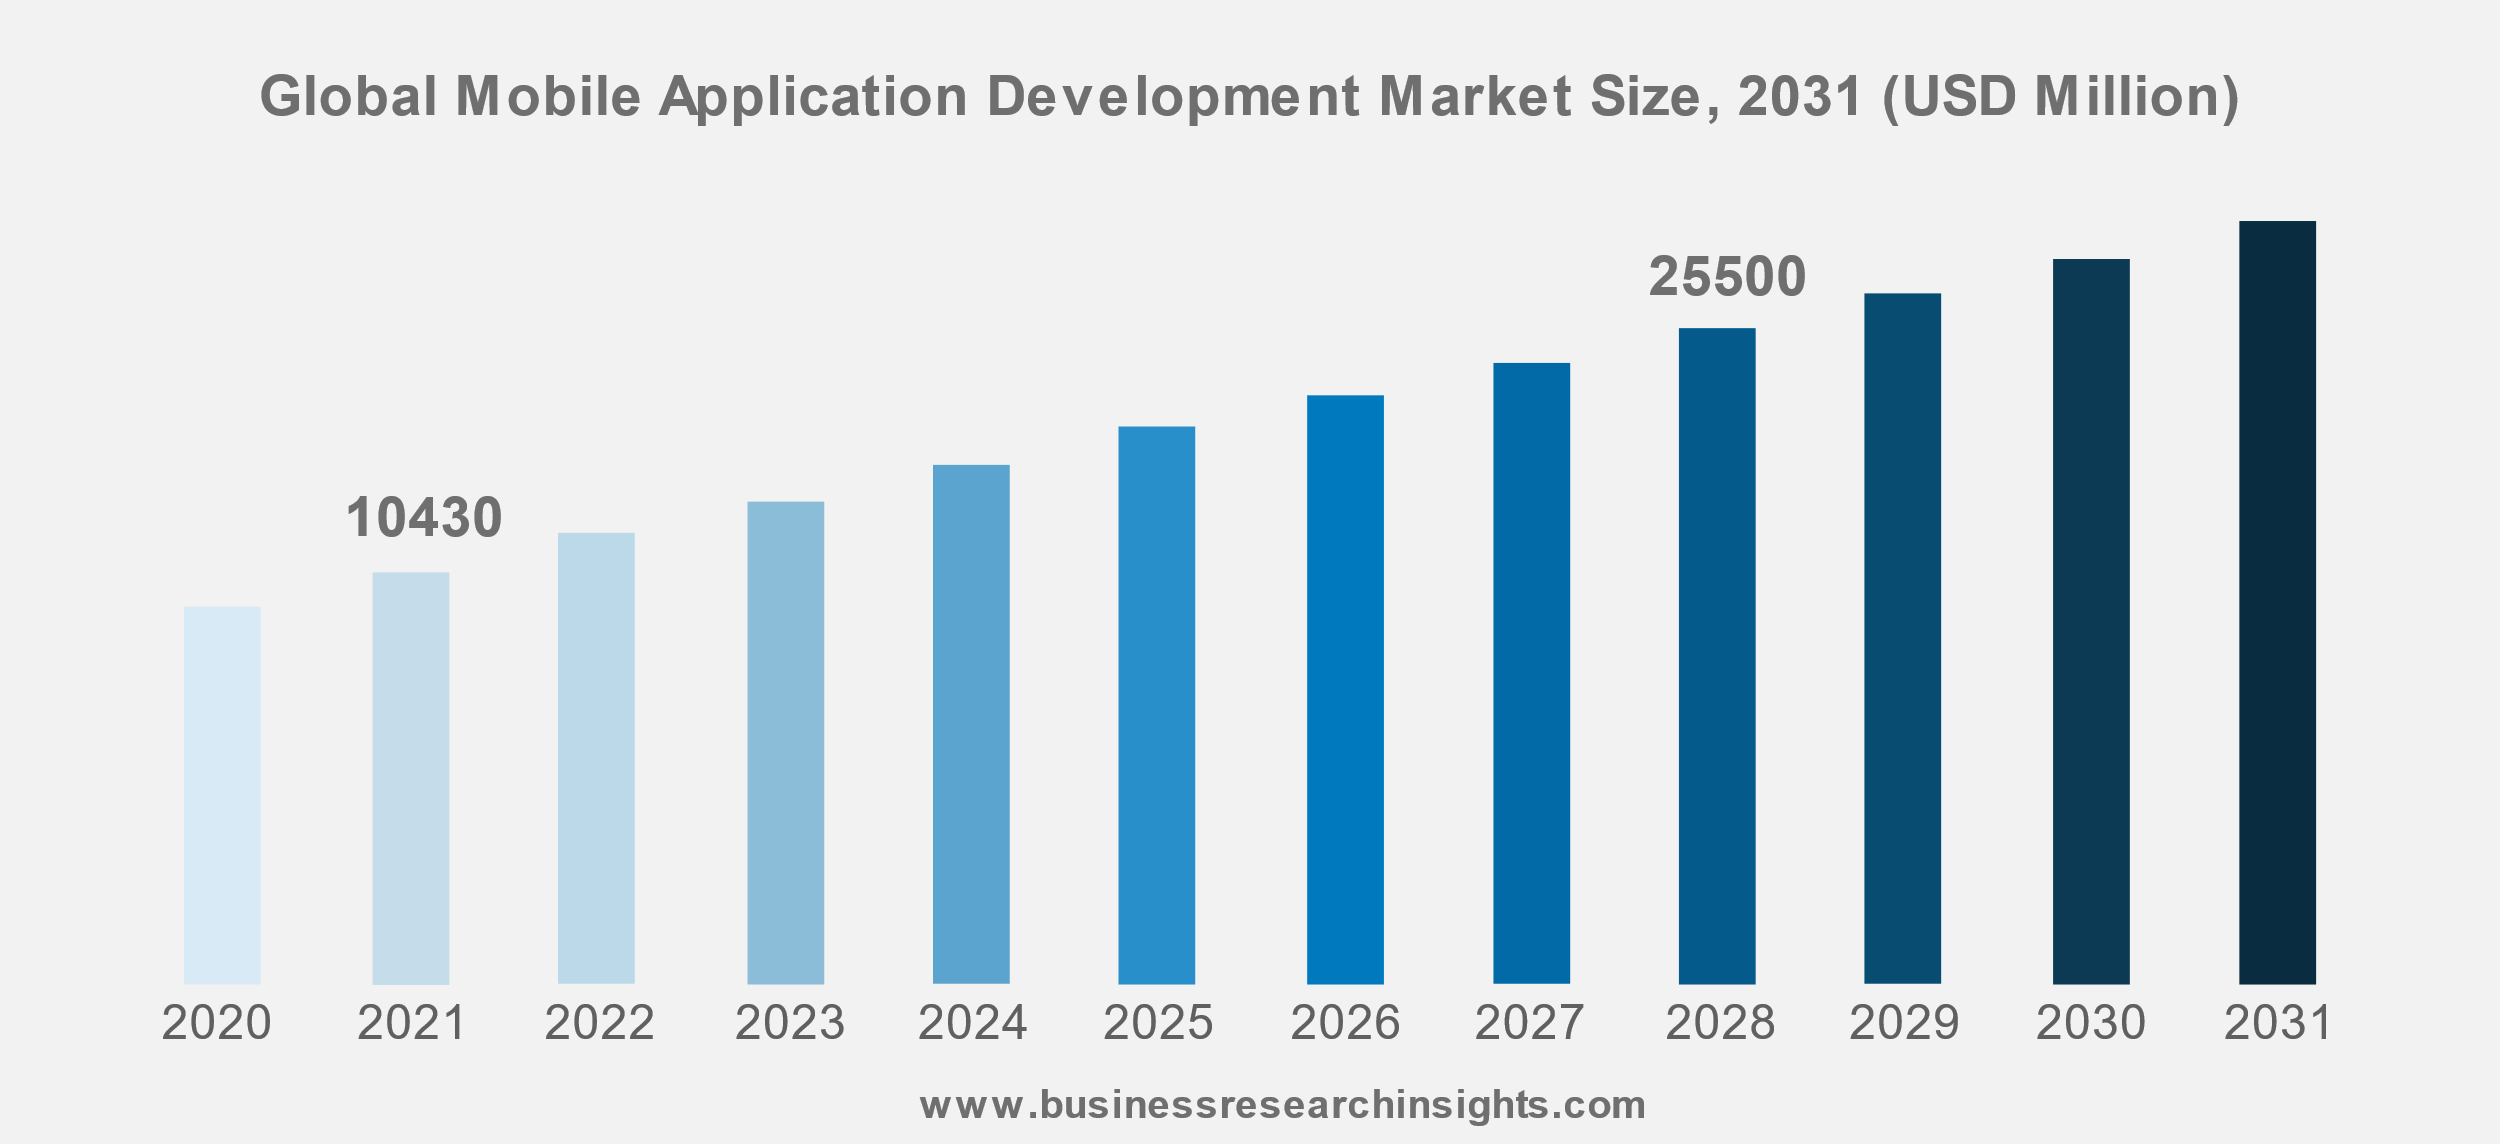 Global Mobile Application Development Market Size, 2031 (USD Million)
25500
10430
2020 2021 2022 2023 2024 2025 2026 2027 2028 2029 2030 2031
www.businessresearchinsights.com